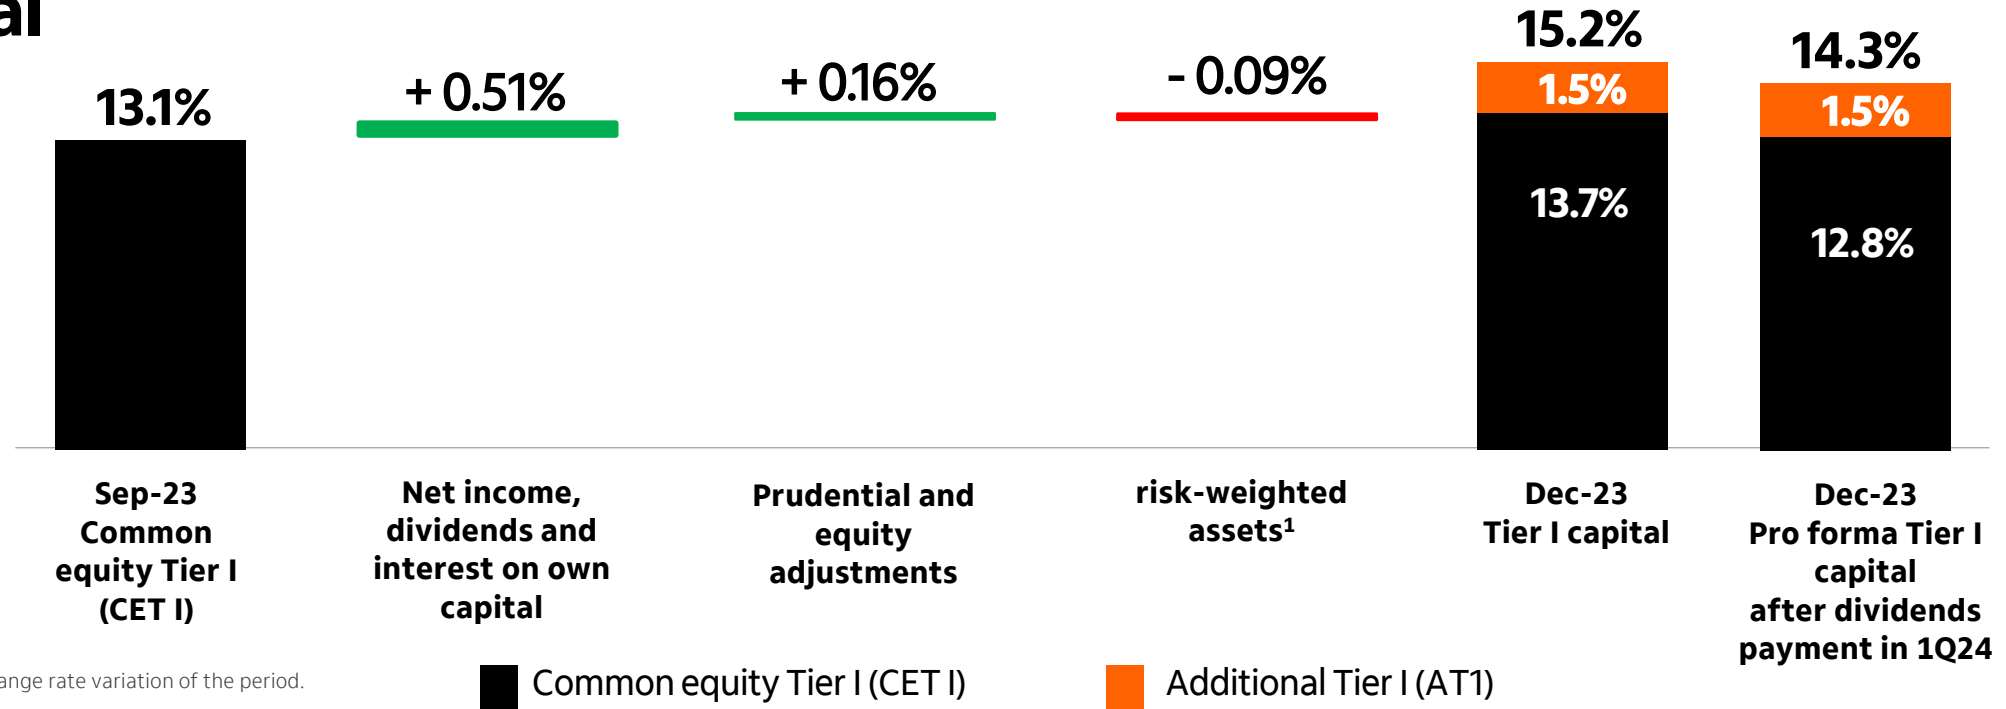 13.1%
+ 0.51%
+ 0.16%
- 0.09%
15.2%
1.5%
13.7%
14.3%
1.5%
12.8%
Sep-23
Common
equity Tier I
(CET I)
Net income,
dividends and
interest on own
capital
Prudential and
equity
adjustments
risk-weighted
assets¹
Dec-23
Tier I capital
Dec-23
Pro forma Tier I
capital
after dividends
payment in 1Q24
ange rate variation of the period.
Common equity Tier I (CET I)
Additional Tier I (AT1)